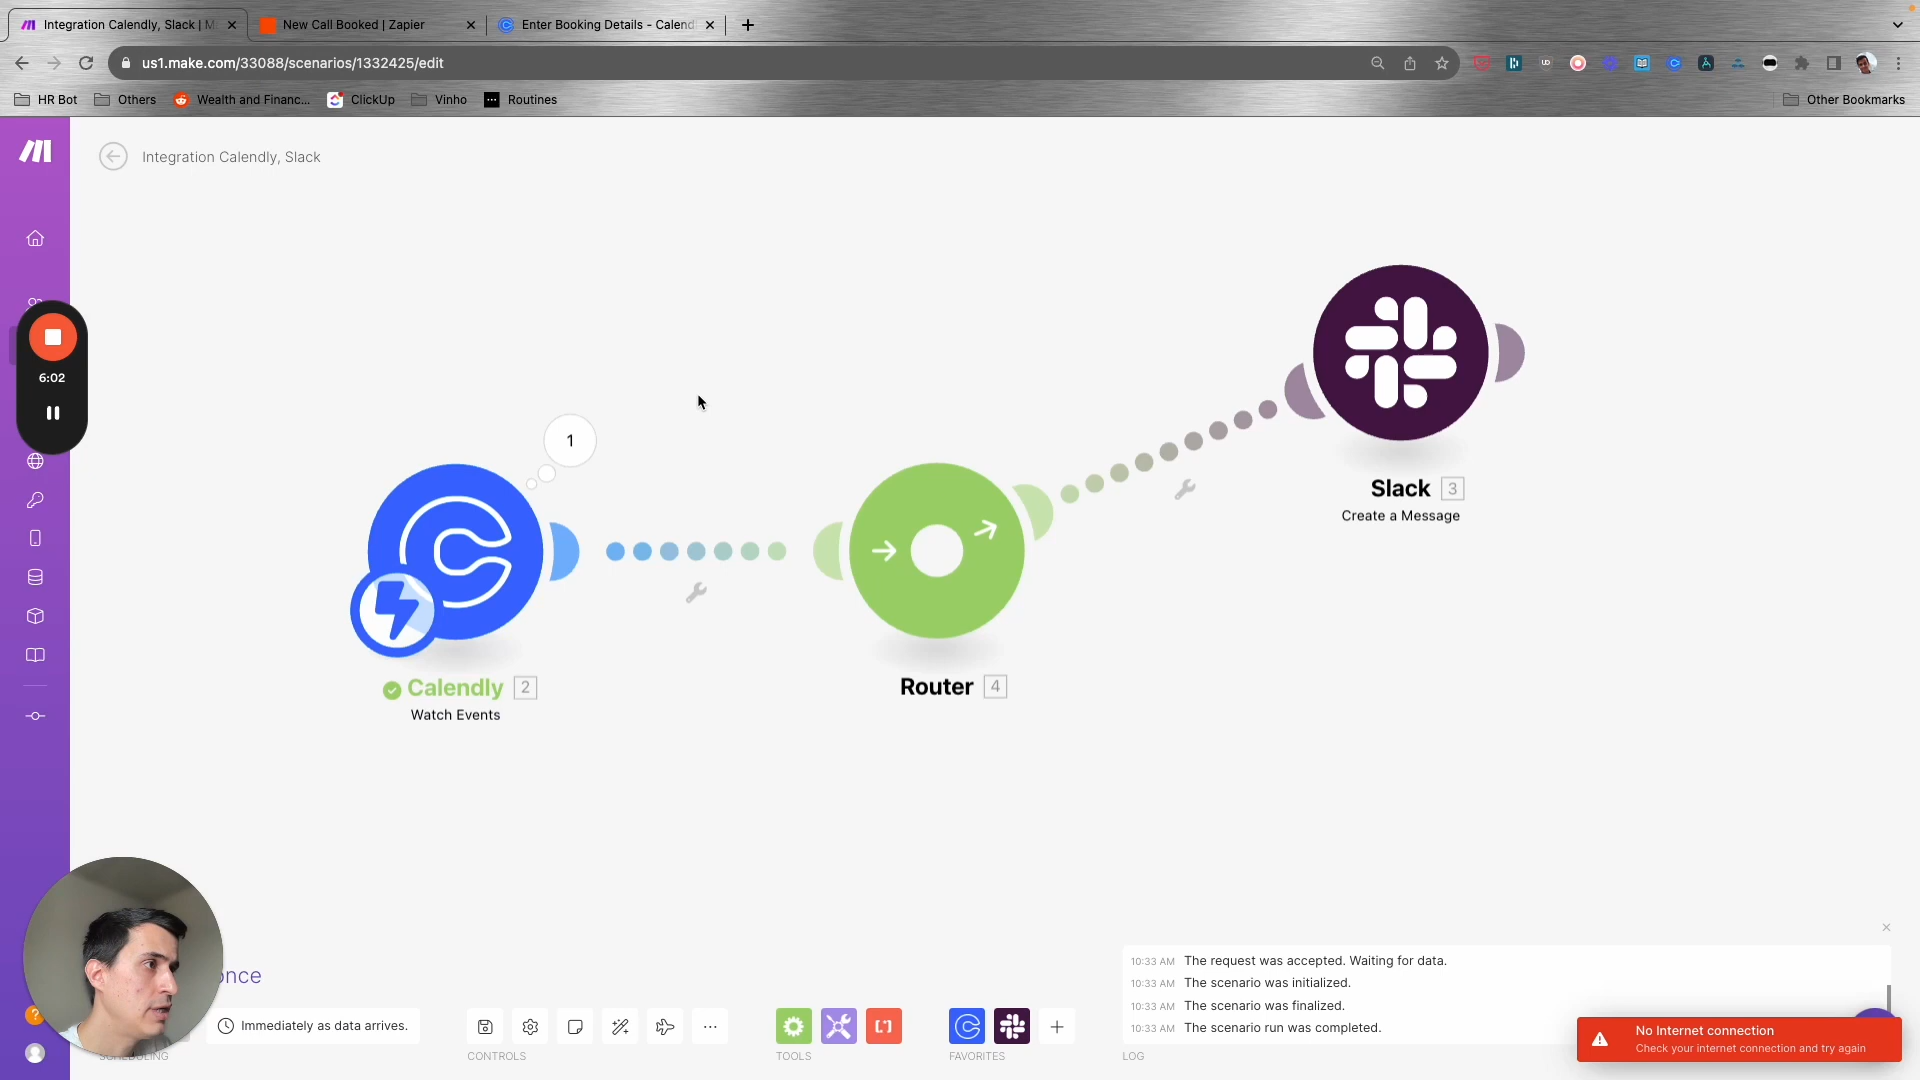 Integration Calendly, Slack | M
New Call Booked | Zapier
Enter Booking Details - Calend
us1.make.com/33088/scenarios/1332425/edit
HR Bot
Others
Wealth and Financ...
ClickUp
Vinho
Routines
Other Bookmarks
Integration Calendly, Slack
6:02
1
Slack 3
Create a Message
Calendly 2
Watch Events
Router 4
once
Immediately as data arrives.
SCHEDULING
CONTROLS
TOOLS
FAVORITES
LOG
10:33 AM The request was accepted. Waiting for data.
10:33 AM The scenario was initialized.
10:33 AM The scenario was finalized.
10:33 AM The scenario run was completed.
No Internet connection
Check your internet connection and try again